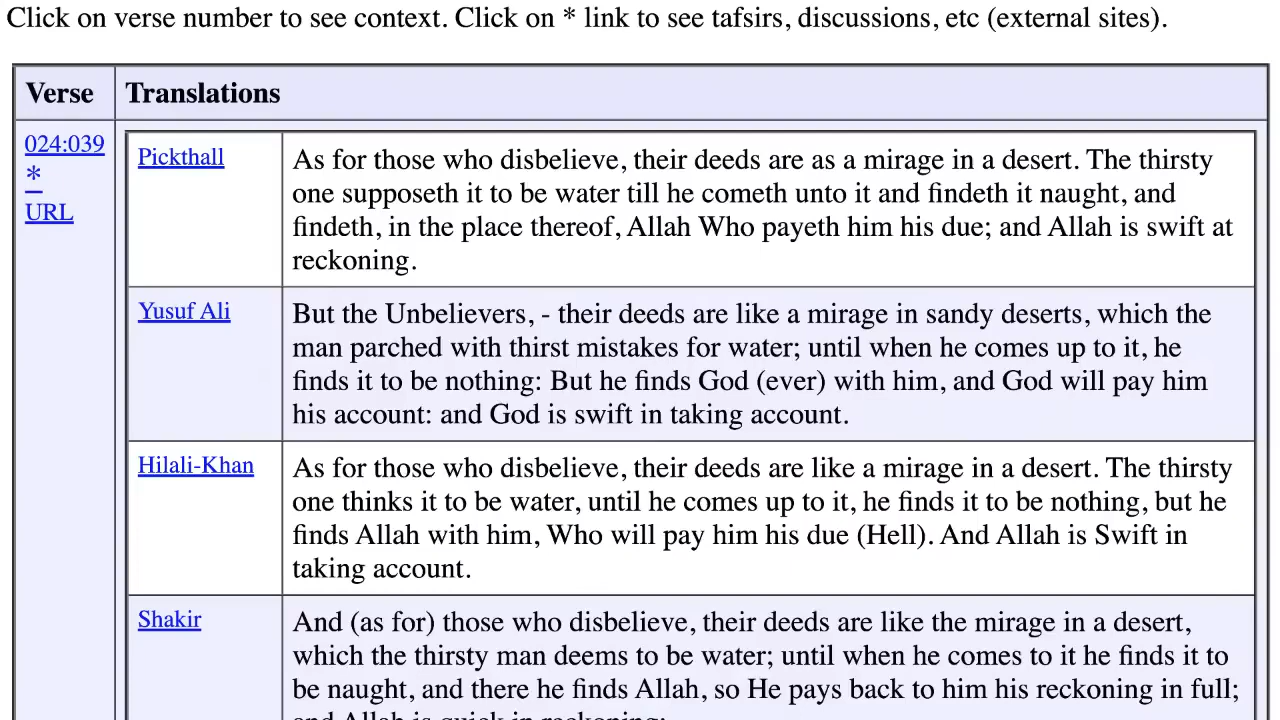 Click on verse number to see context. Click on * link to see tafsirs, discussions, etc (external sites).
Verse
Translations
024:039
*
URL
Pickthall
As for those who disbelieve, their deeds are as a mirage in a desert. The thirsty
one supposeth it to be water till he cometh unto it and findeth it naught, and
findeth, in the place thereof, Allah Who payeth him his due; and Allah is swift at
reckoning.
Yusuf Ali
But the Unbelievers, - their deeds are like a mirage in sandy deserts, which the
man parched with thirst mistakes for water; until when he comes up to it, he
finds it to be nothing: But he finds God (ever) with him, and God will pay him
his account: and God is swift in taking account.
Hilali-Khan
As for those who disbelieve, their deeds are like a mirage in a desert. The thirsty
one thinks it to be water, until he comes up to it, he finds it to be nothing, but he
finds Allah with him, Who will pay him his due (Hell). And Allah is Swift in
taking account.
Shakir
And (as for) those who disbelieve, their deeds are like the mirage in a desert,
which the thirsty man deems to be water; until when he comes to it he finds it to
be naught, and there he finds Allah, so He pays back to him his reckoning in full;
and Allah is quick in reckoning;